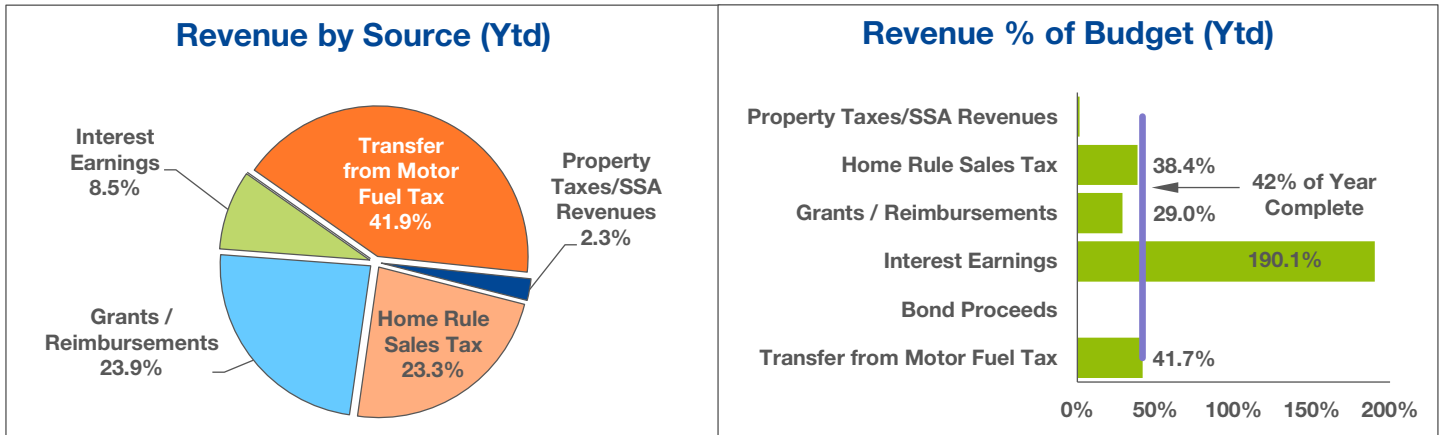 Revenue by Source (Ytd)
Interest
Earnings
8.5%
Transfer
from Motor
Fuel Tax
41.9%
Property
Taxes/SSA
Revenues
2.3%
Grants /
Reimbursements
23.9%
Home Rule
Sales Tax
23.3%
Revenue % of Budget (Ytd)
Property Taxes/SSA Revenues
Home Rule Sales Tax
38.4%
42% of Year
Complete
Grants / Reimbursements
29.0%
Interest Earnings
190.1%
Bond Proceeds
Transfer from Motor Fuel Tax
41.7%
0% 50% 100% 150% 200%